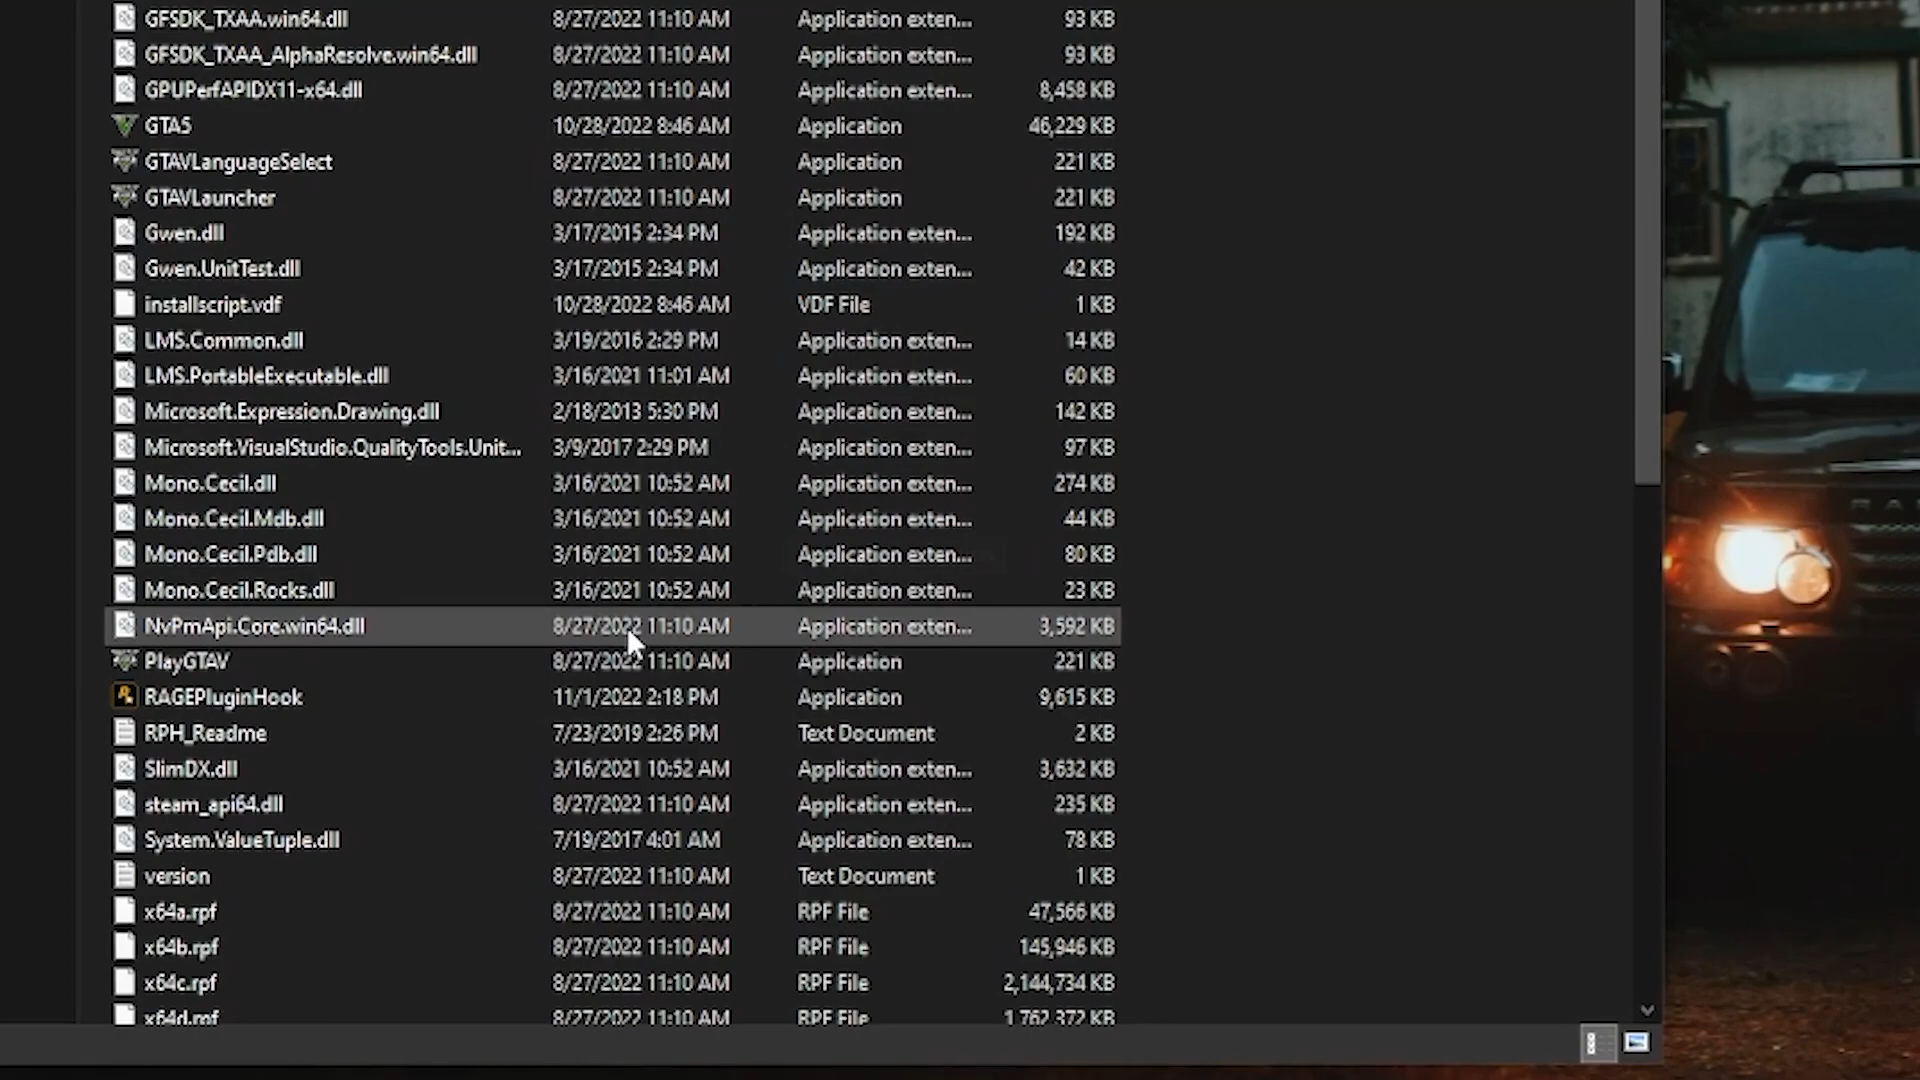 GFSDK_TXAA.win64.dll 8/27/2022 11:10 AM Application exten... 93 KB
GFSDK_TXAA_AlphaResolve.win64.dll 8/27/2022 11:10 AM Application exten... 93 KB
GPUPerfAPIDX11-x64.dll 8/27/2022 11:10 AM Application exten... 8,458 KB
GTA5 10/28/2022 8:46 AM Application 46,229 KB
GTAVLanguageSelect 8/27/2022 11:10 AM Application 221 KB
GTAVLauncher 8/27/2022 11:10 AM Application 221 KB
Gwen.dll 3/17/2015 2:34 PM Application exten... 192 KB
Gwen.UnitTest.dll 3/17/2015 2:34 PM Application exten... 42 KB
installscript.vdf 10/28/2022 8:46 AM VDF File 1 KB
LMS.Common.dll 3/19/2016 2:29 PM Application exten... 14 KB
LMS.PortableExecutable.dll 3/16/2021 11:01 AM Application exten... 60 KB
Microsoft.Expression.Drawing.dll 2/18/2013 5:30 PM Application exten... 142 KB
Microsoft.VisualStudio.QualityTools.Unit... 3/9/2017 2:29 PM Application exten... 97 KB
Mono.Cecil.dll 3/16/2021 10:52 AM Application exten... 274 KB
Mono.Cecil.Mdb.dll 3/16/2021 10:52 AM Application exten... 44 KB
Mono.Cecil.Pdb.dll 3/16/2021 10:52 AM Application exten... 80 KB
Mono.Cecil.Rocks.dll 3/16/2021 10:52 AM Application exten... 23 KB
NvPmApi.Core.win64.dll 8/27/2022 11:10 AM Application exten... 3,592 KB
PlayGTAV 8/27/2022 11:10 AM Application 221 KB
RAGEPluginHook 11/1/2022 2:18 PM Application 9,615 KB
RPH_Readme 7/23/2019 2:26 PM Text Document 2 KB
SlimDX.dll 3/16/2021 10:52 AM Application exten... 3,632 KB
steam_api64.dll 8/27/2022 11:10 AM Application exten... 235 KB
System.ValueTuple.dll 7/19/2017 4:01 AM Application exten... 78 KB
version 8/27/2022 11:10 AM Text Document 1 KB
x64a.rpf 8/27/2022 11:10 AM RPF File 47,566 KB
x64b.rpf 8/27/2022 11:10 AM RPF File 145,946 KB
x64c.rpf 8/27/2022 11:10 AM RPF File 2,144,734 KB
x64d.rpf 8/27/2022 11:10 AM RPF File 1,762,372 KB